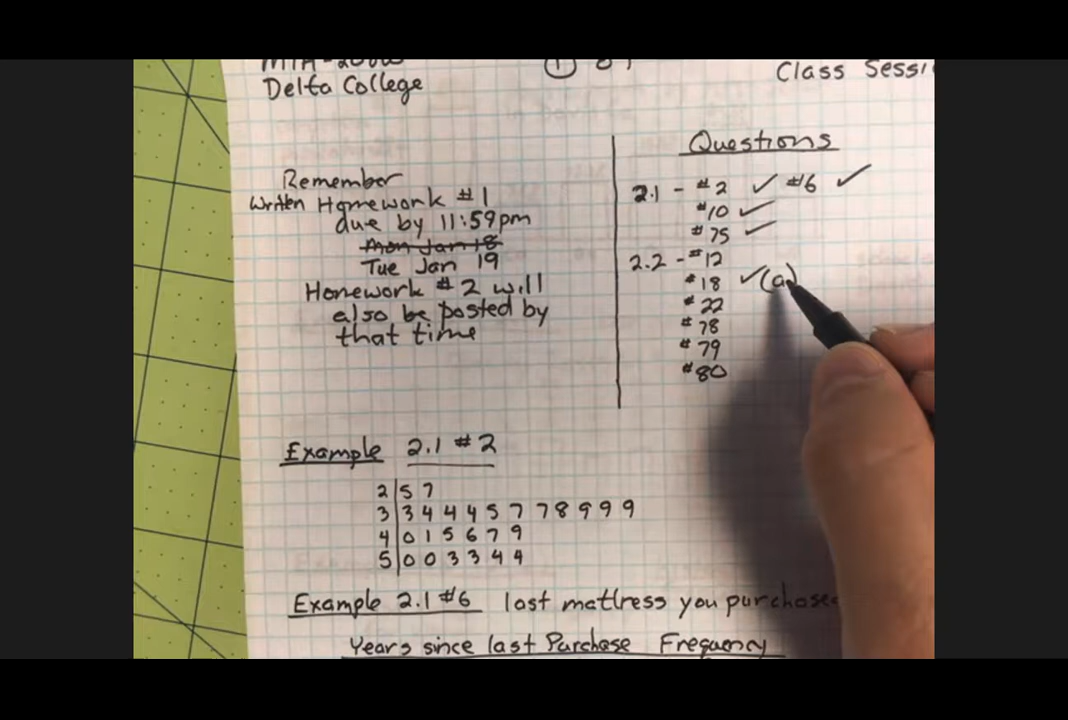 Delta College
Class Sessi
Remember
Written Homework #1
due by 11:59pm
Mon Jan 18
Tue Jan 19
Homework #2 will
also be posted by
that time
Questions
2.1 - #2 ✓ #6 ✓
#10 ✓
#75 ✓
2.2 - #12
#18 ✓(a)
#22
#78
#79
#80
Example 2.1 #2
2|5 7
3|3 4 4 4 5 7 7 8 9 9 9
4|0 1 5 6 7 9
5|0 0 3 3 4 4
Example 2.1 #6 last mattress you purchase
Years since last Purchase Frequency